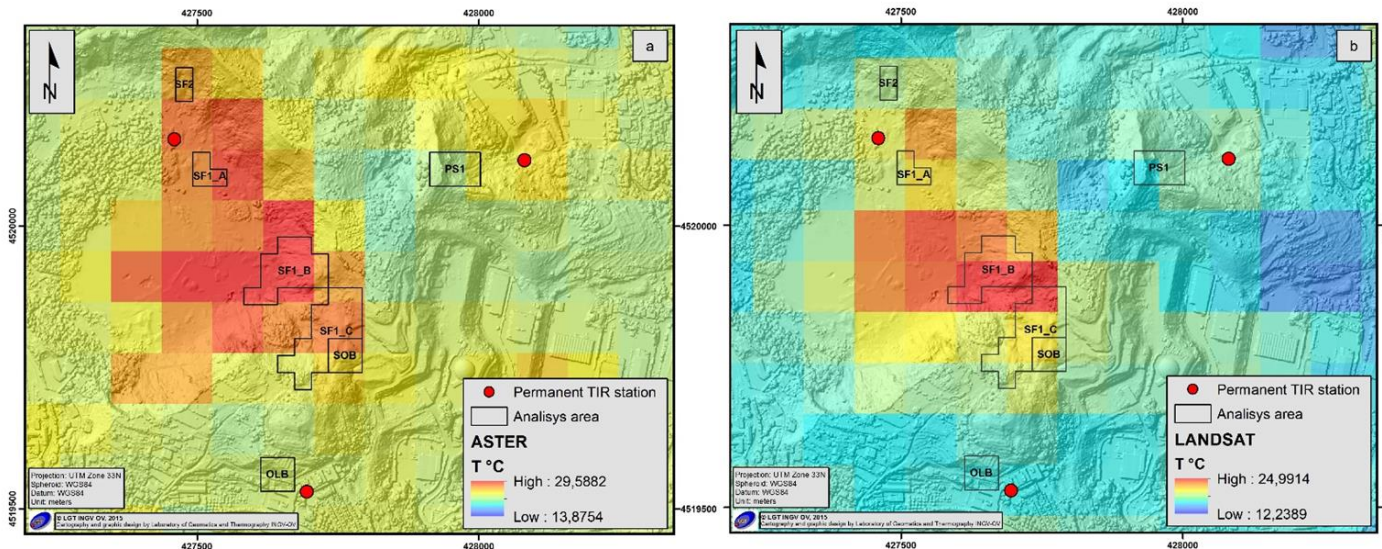 427500
428000
a
N
SF2
SF1_A
PS1
4520000
SF1_B
SF1_C
SOB
OLB
4519500
Permanent TIR station
Analisys area
ASTER
T °C
High : 29,5882
Low : 13,8754
Projection: UTM Zone 33N
Spheroid: WGS84
Datum: WGS84
Unit: meters
© LGT INGV OV, 2015
Cartography and graphic design by Laboratory of Geomatics and Thermography INGV-OV
427500
428000
427500
428000
b
N
SF2
SF1_A
PS1
4520000
SF1_B
SF1_C
SOB
OLB
4519500
Permanent TIR station
Analisys area
LANDSAT
T °C
High : 24,9914
Low : 12,2389
Projection: UTM Zone 33N
Spheroid: WGS84
Datum: WGS84
Unit: meters
© LGT INGV OV, 2015
Cartography and graphic design by Laboratory of Geomatics and Thermography INGV-OV
427500
428000